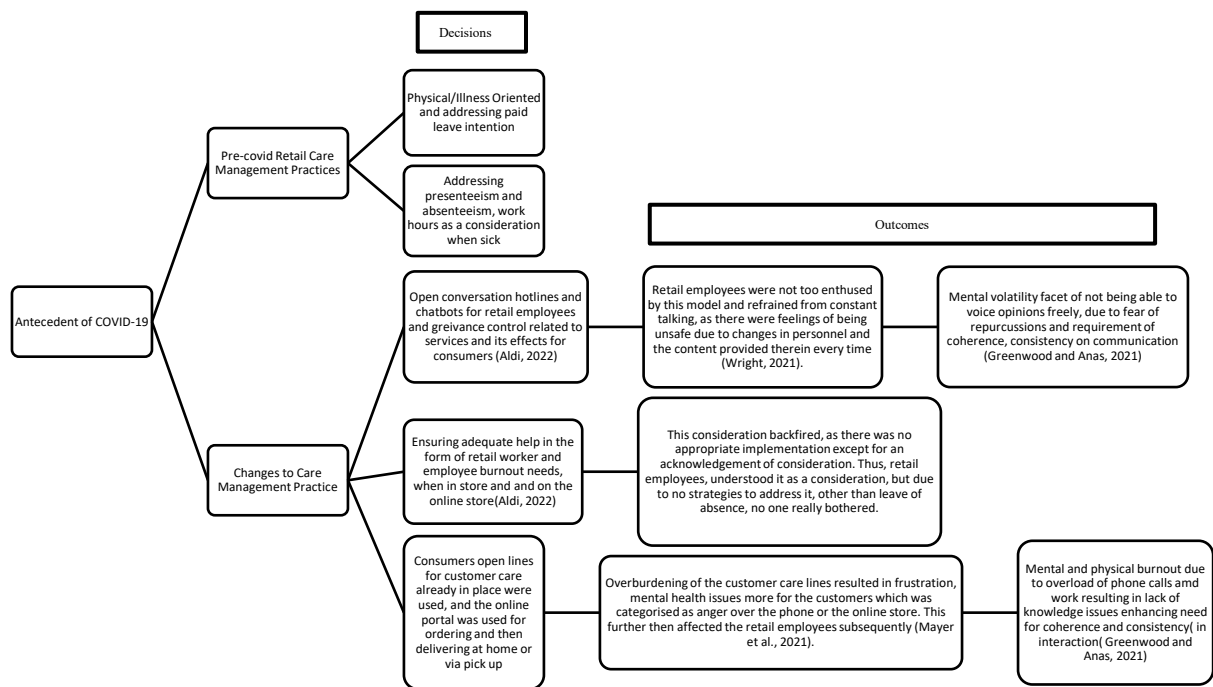 Decisions
Physical/Illness Oriented
and addressing paid
leave intention
Pre-covid Retail Care
Management Practices
Addressing
presenteeism and
absenteeism, work
hours as a consideration
when sick
Outcomes
Antecedent of COVID-19
Open conversation hotlines and
chatbots for retail employees
and greivance control related to
services and its effects for
consumers (Aldi, 2022)
Retail employees were not too enthused
by this model and refrained from constant
talking, as there were feelings of being
unsafe due to changes in personnel and
the content provided therein every time
(Wright, 2021).
Mental volatility facet of not being able to
voice opinions freely, due to fear of
repurcussions and requirement of
coherence, consistency on communication
(Greenwood and Anas, 2021)
Changes to Care
Management Practice
Ensuring adequate help in the
form of retail worker and
employee burnout needs,
when in store and and on the
online store(Aldi, 2022)
This consideration backfired, as there was no
appropriate implementation except for an
acknowledgement of consideration. Thus, retail
employees, understood it as a consideration, but due
to no strategies to address it, other than leave of
absence, no one really bothered.
Consumers open lines
for customer care
already in place were
used, and the online
portal was used for
ordering and then
delivering at home or
via pick up
Overburdening of the customer care lines resulted in frustration,
mental health issues more for the customers which was
categorised as anger over the phone or the online store. This
further then affected the retail employees subsequently (Mayer
et al., 2021).
Mental and physical burnout due
to overload of phone calls amd
work resulting in lack of
knowledge issues enhancing need
for coherence and consistency( in
interaction( Greenwood and
Anas, 2021)